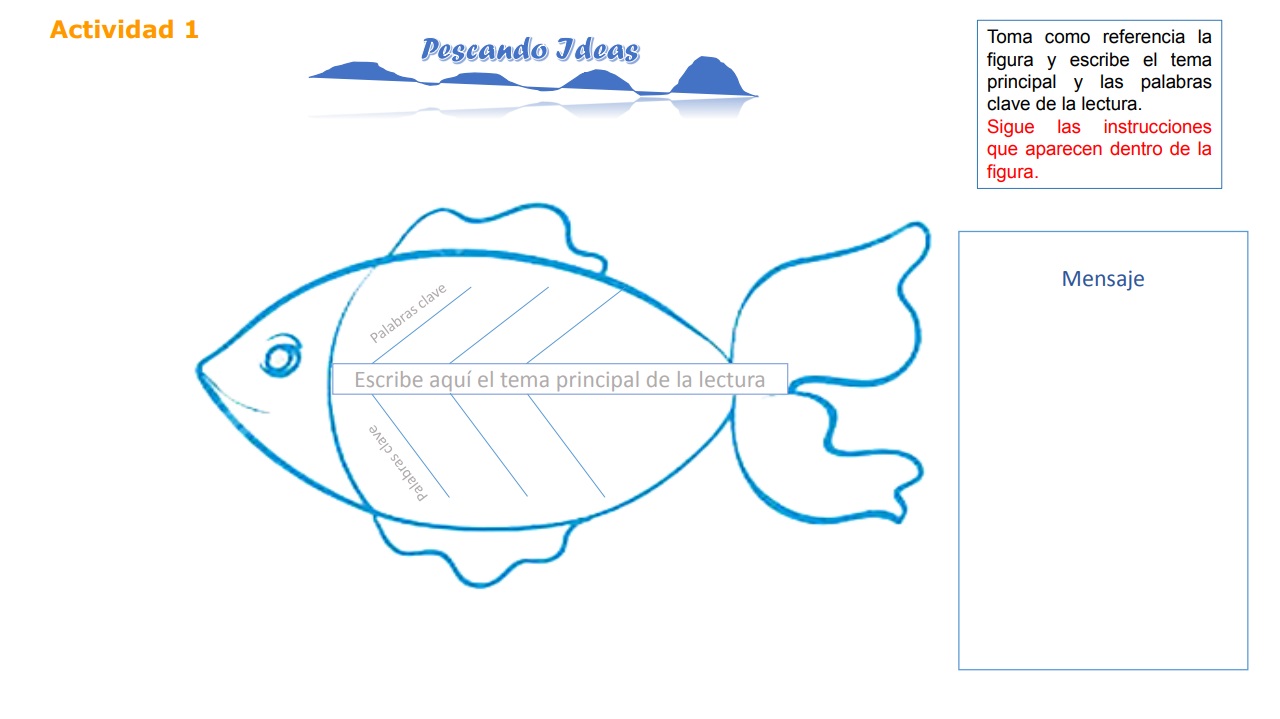 Actividad 1
Pescando Ideas
Toma como referencia la
figura y escribe el tema
principal y las palabras
clave de la lectura.
Sigue las instrucciones
que aparecen dentro de la
figura.
Mensaje
Palabras clave
Escribe aquí el tema principal de la lectura
Palabras clave